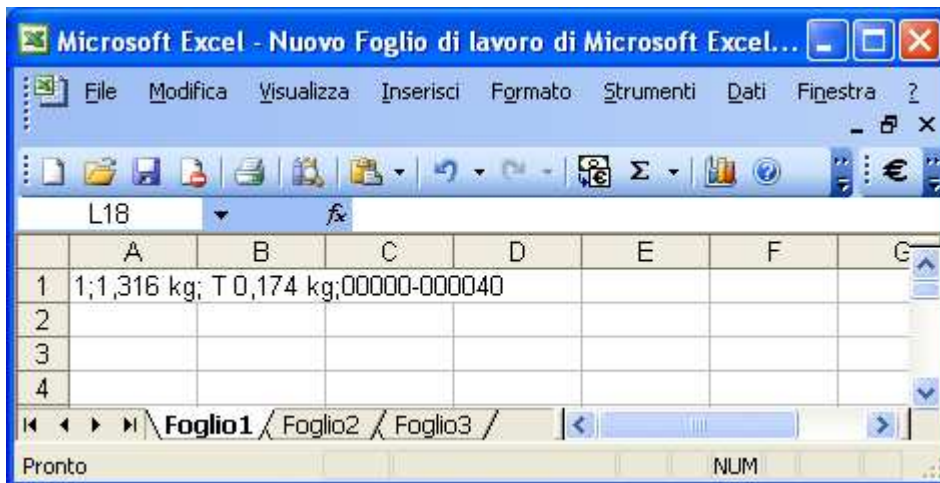 Microsoft Excel - Nuovo Foglio di lavoro di Microsoft Excel...
File Modifica Visualizza Inserisci Formato Strumenti Dati Finestra ?
L18 fx
A B C D E F G
1 1;1,316 kg; T 0,174 kg;00000-000040
2
3
4
Foglio1 Foglio2 Foglio3
Pronto NUM